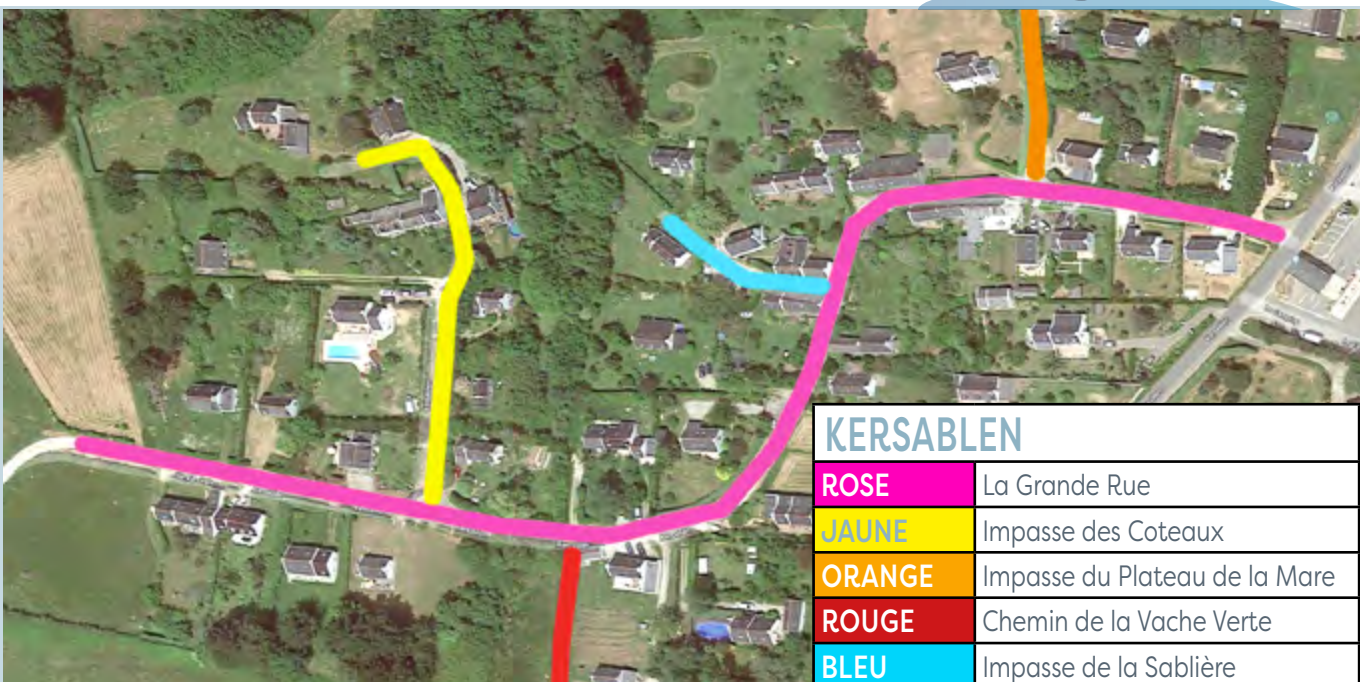 KERSABLEN
ROSE La Grande Rue
JAUNE Impasse des Coteaux
ORANGE Impasse du Plateau de la Mare
ROUGE Chemin de la Vache Verte
BLEU Impasse de la Sablière